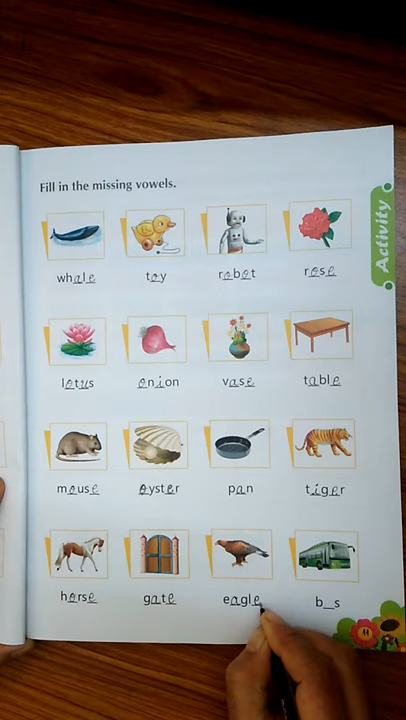 Fill in the missing vowels.
Activity
whale toy robot rose
lotus onion vase table
mouse oyster pan tiger
horse gate eagle b_s